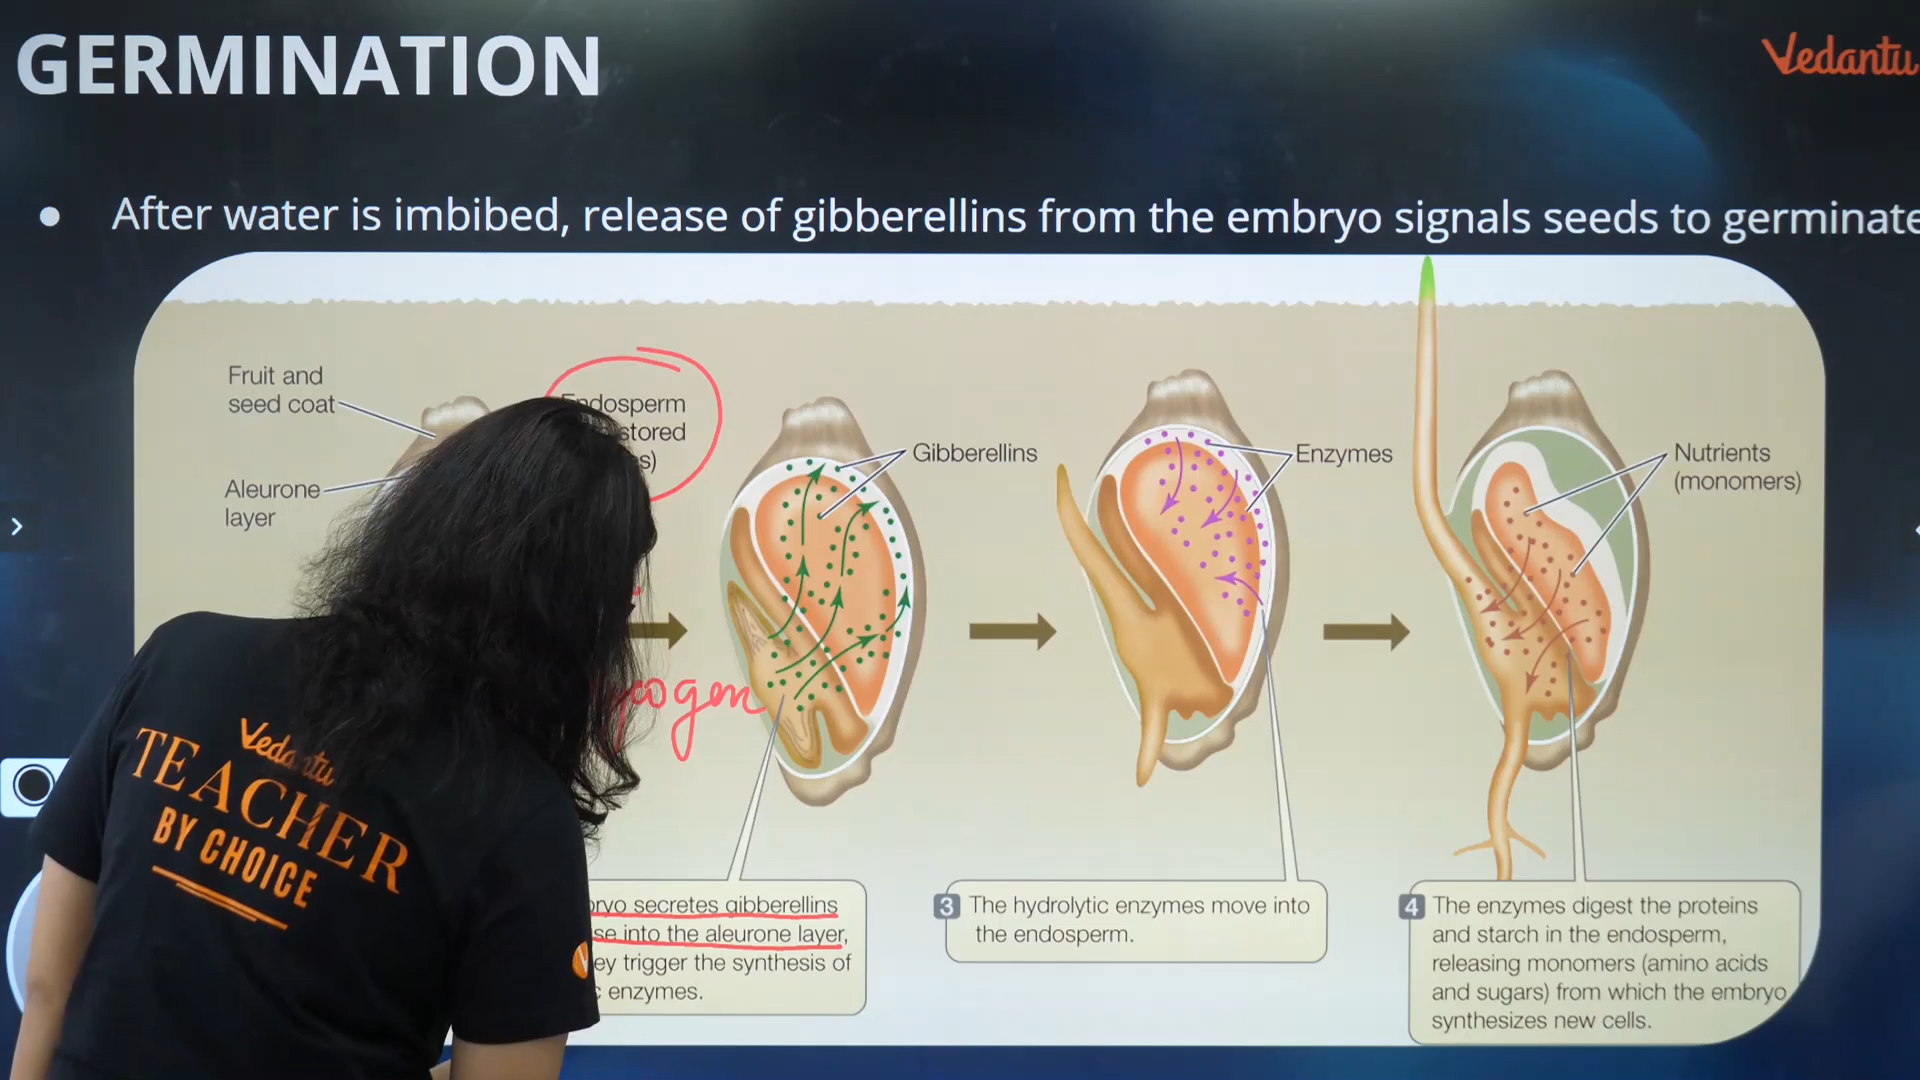 GERMINATION
Vedantu
● After water is imbibed, release of gibberellins from the embryo signals seeds to germinate
Fruit and
seed coat
Aleurone
layer
Endosperm
stored
s)
Gibberellins
Enzymes
Nutrients
(monomers)
ogen
secretes gibberellins
into the aleurone layer,
trigger the synthesis of
enzymes.
3 The hydrolytic enzymes move into
the endosperm.
4 The enzymes digest the proteins
and starch in the endosperm,
releasing monomers (amino acids
and sugars) from which the embryo
synthesizes new cells.
Vedantu
TEACHER
BY CHOICE